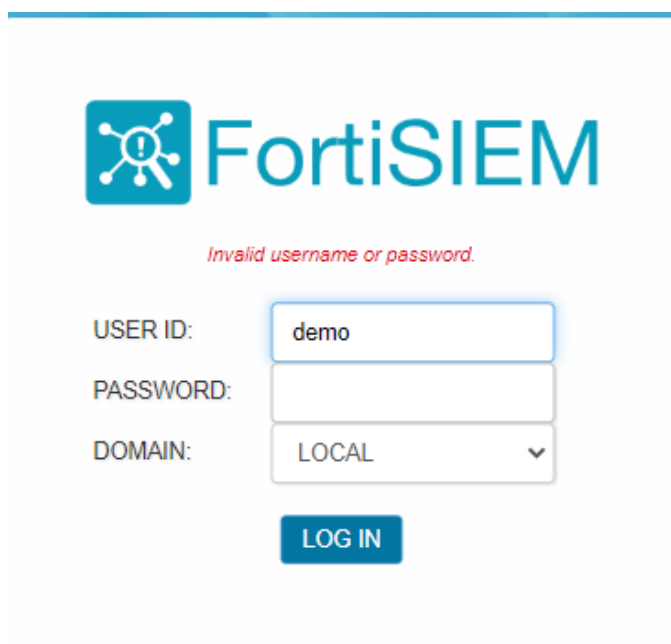 FortiSIEM
Invalid username or password.
USER ID: demo
PASSWORD:
DOMAIN: LOCAL
LOG IN